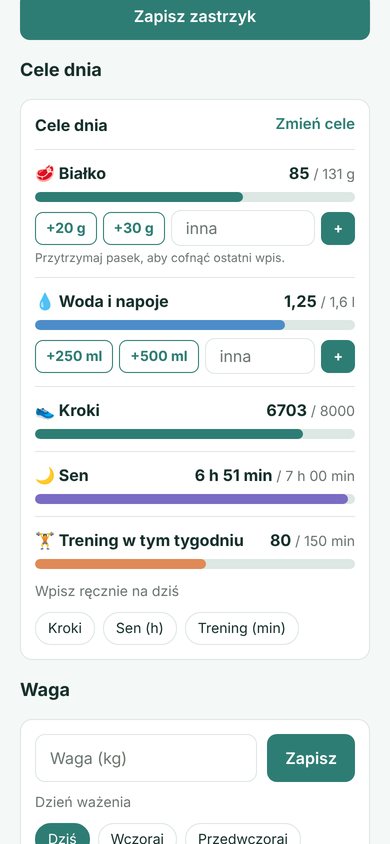 Zapisz zastrzyk
Cele dnia
Cele dnia Zmień cele
🥩 Białko 85 / 131 g
+20 g +30 g inna +
Przytrzymaj pasek, aby cofnąć ostatni wpis.
💧 Woda i napoje 1,25 / 1,6 l
+250 ml +500 ml inna +
👟 Kroki 6703 / 8000
🌙 Sen 6 h 51 min / 7 h 00 min
🏋️ Trening w tym tygodniu 80 / 150 min
Wpisz ręcznie na dziś
Kroki Sen (h) Trening (min)
Waga
Waga (kg) Zapisz
Dzień ważenia
Dziś Wczoraj Przedwczoraj